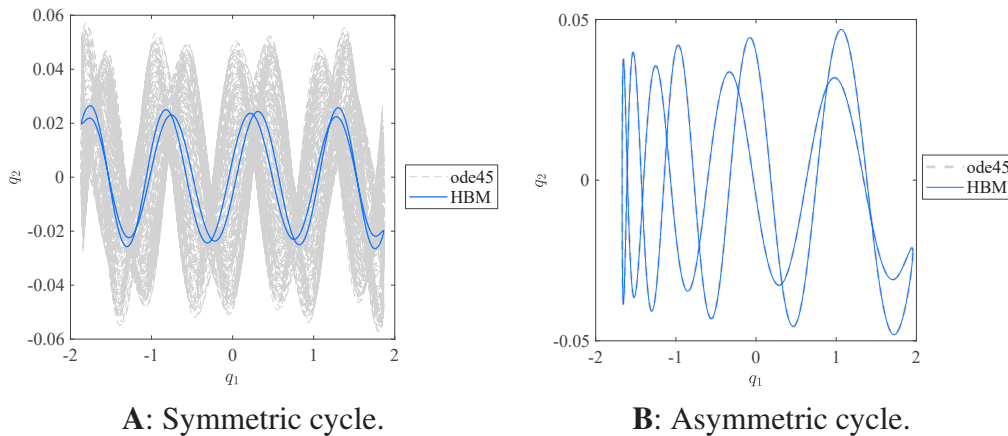 0.06
0.04
0.02
0
-0.02
-0.04
-0.06
q2
-2
-1
0
1
2
q1
ode45
HBM
A: Symmetric cycle.
0.05
0
-0.05
q2
-2
-1
0
1
2
q1
ode45
HBM
B: Asymmetric cycle.